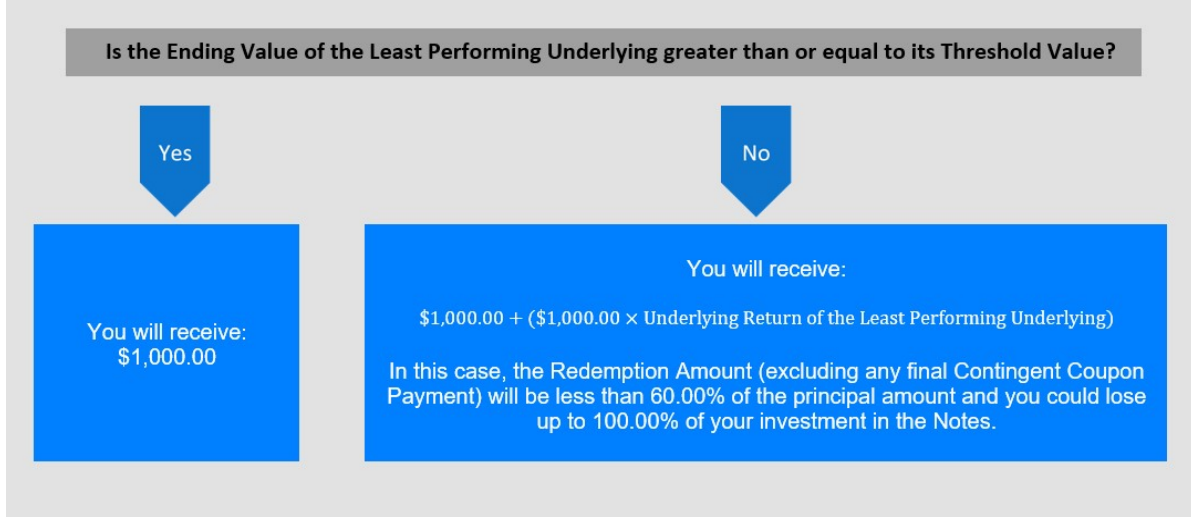 Is the Ending Value of the Least Performing Underlying greater than or equal to its Threshold Value?
Yes
No
You will receive:
$1,000.00
You will receive:
$1,000.00 + ($1,000.00 × Underlying Return of the Least Performing Underlying)
In this case, the Redemption Amount (excluding any final Contingent Coupon
Payment) will be less than 60.00% of the principal amount and you could lose
up to 100.00% of your investment in the Notes.